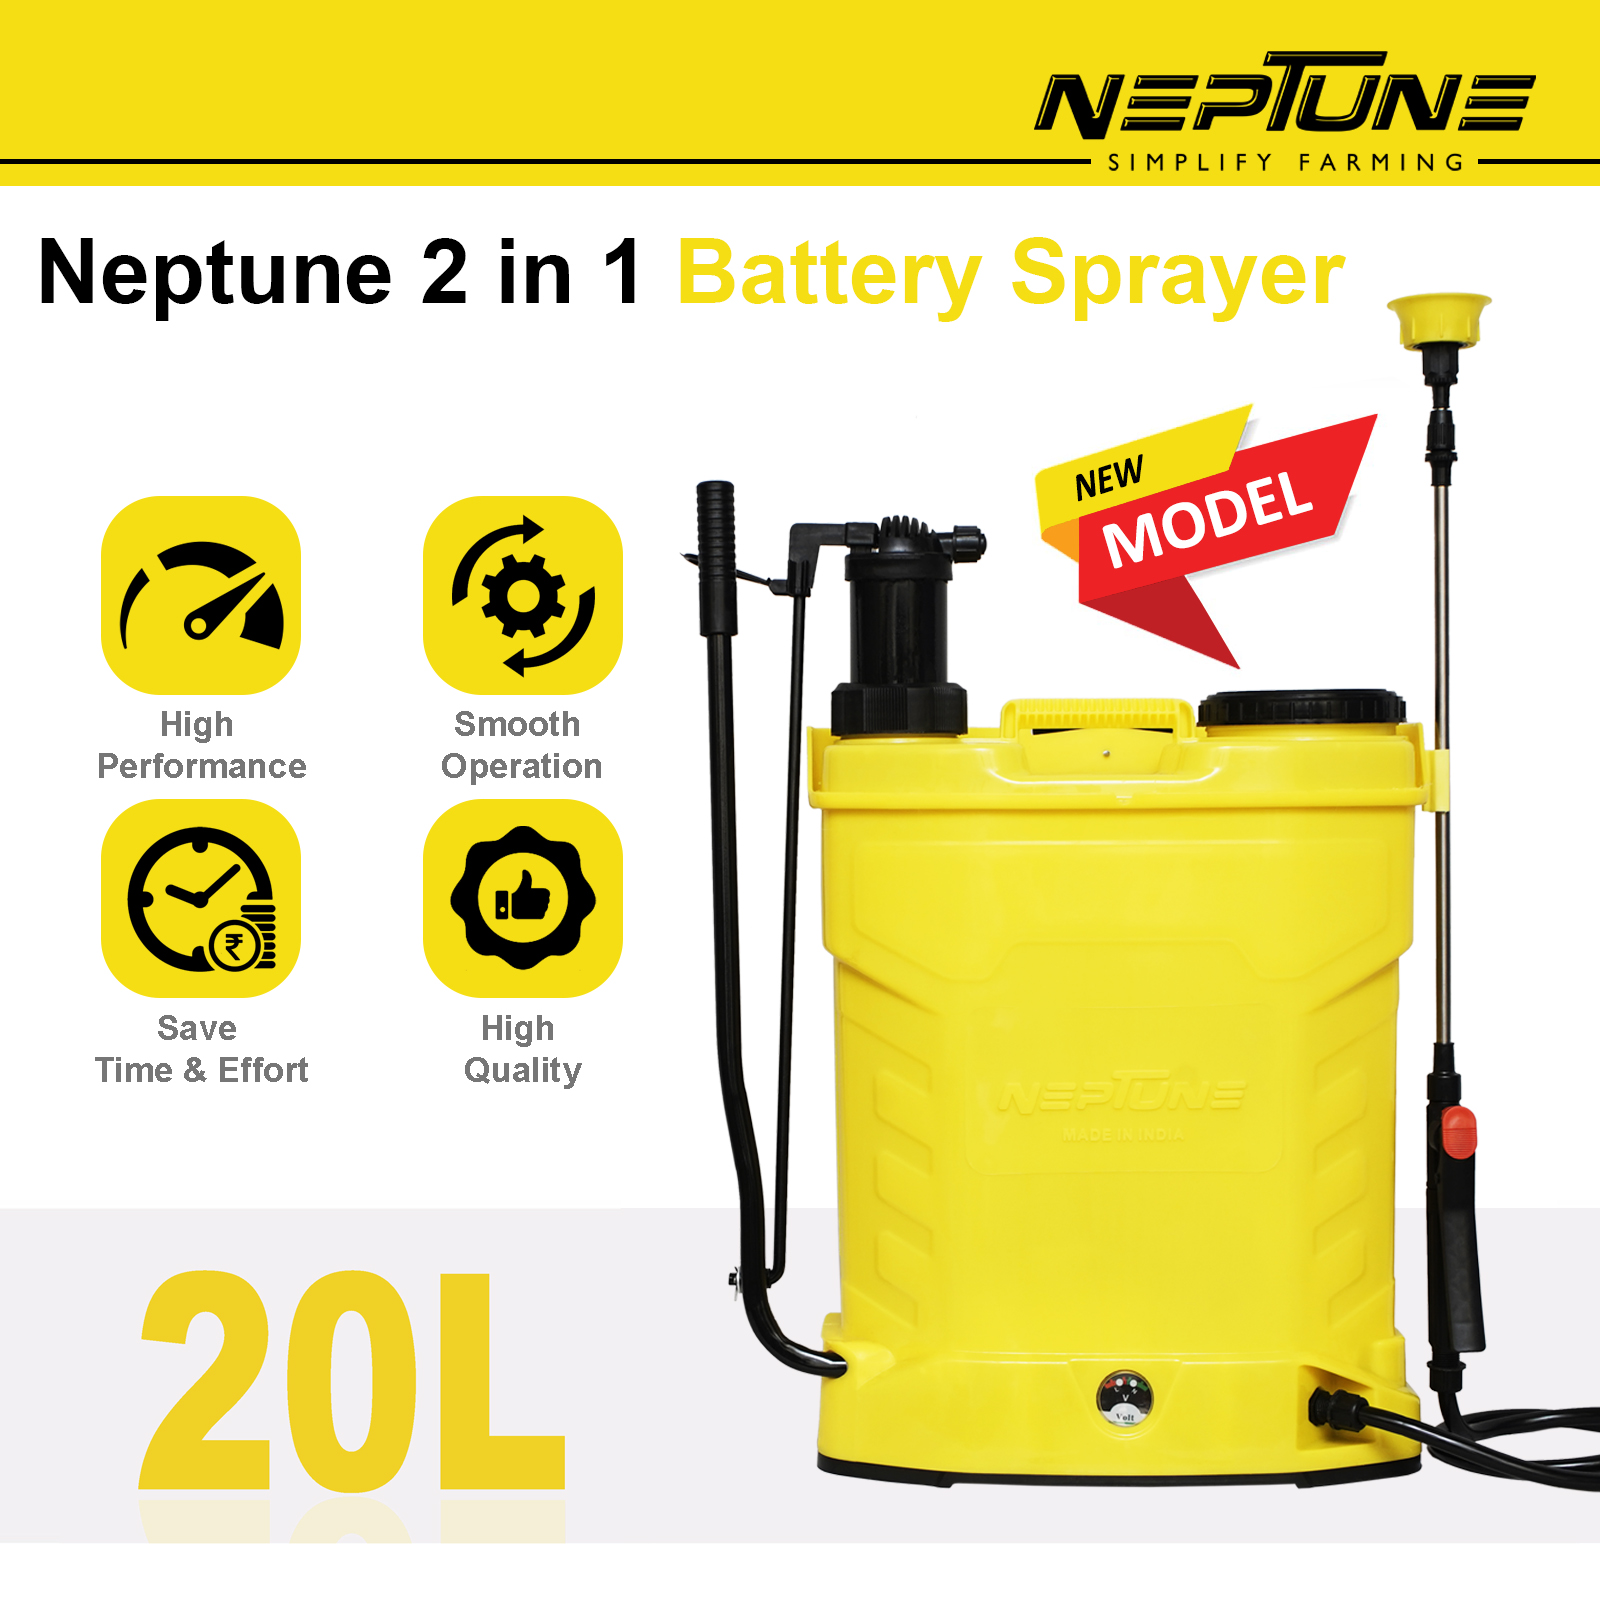 NEPTUNE
SIMPLIFY FARMING
Neptune 2 in 1 Battery Sprayer
NEW
MODEL
High
Performance
Smooth
Operation
₹
Save
Time & Effort
High
Quality
NEPTUNE
MADE IN INDIA
20L
V
Volt